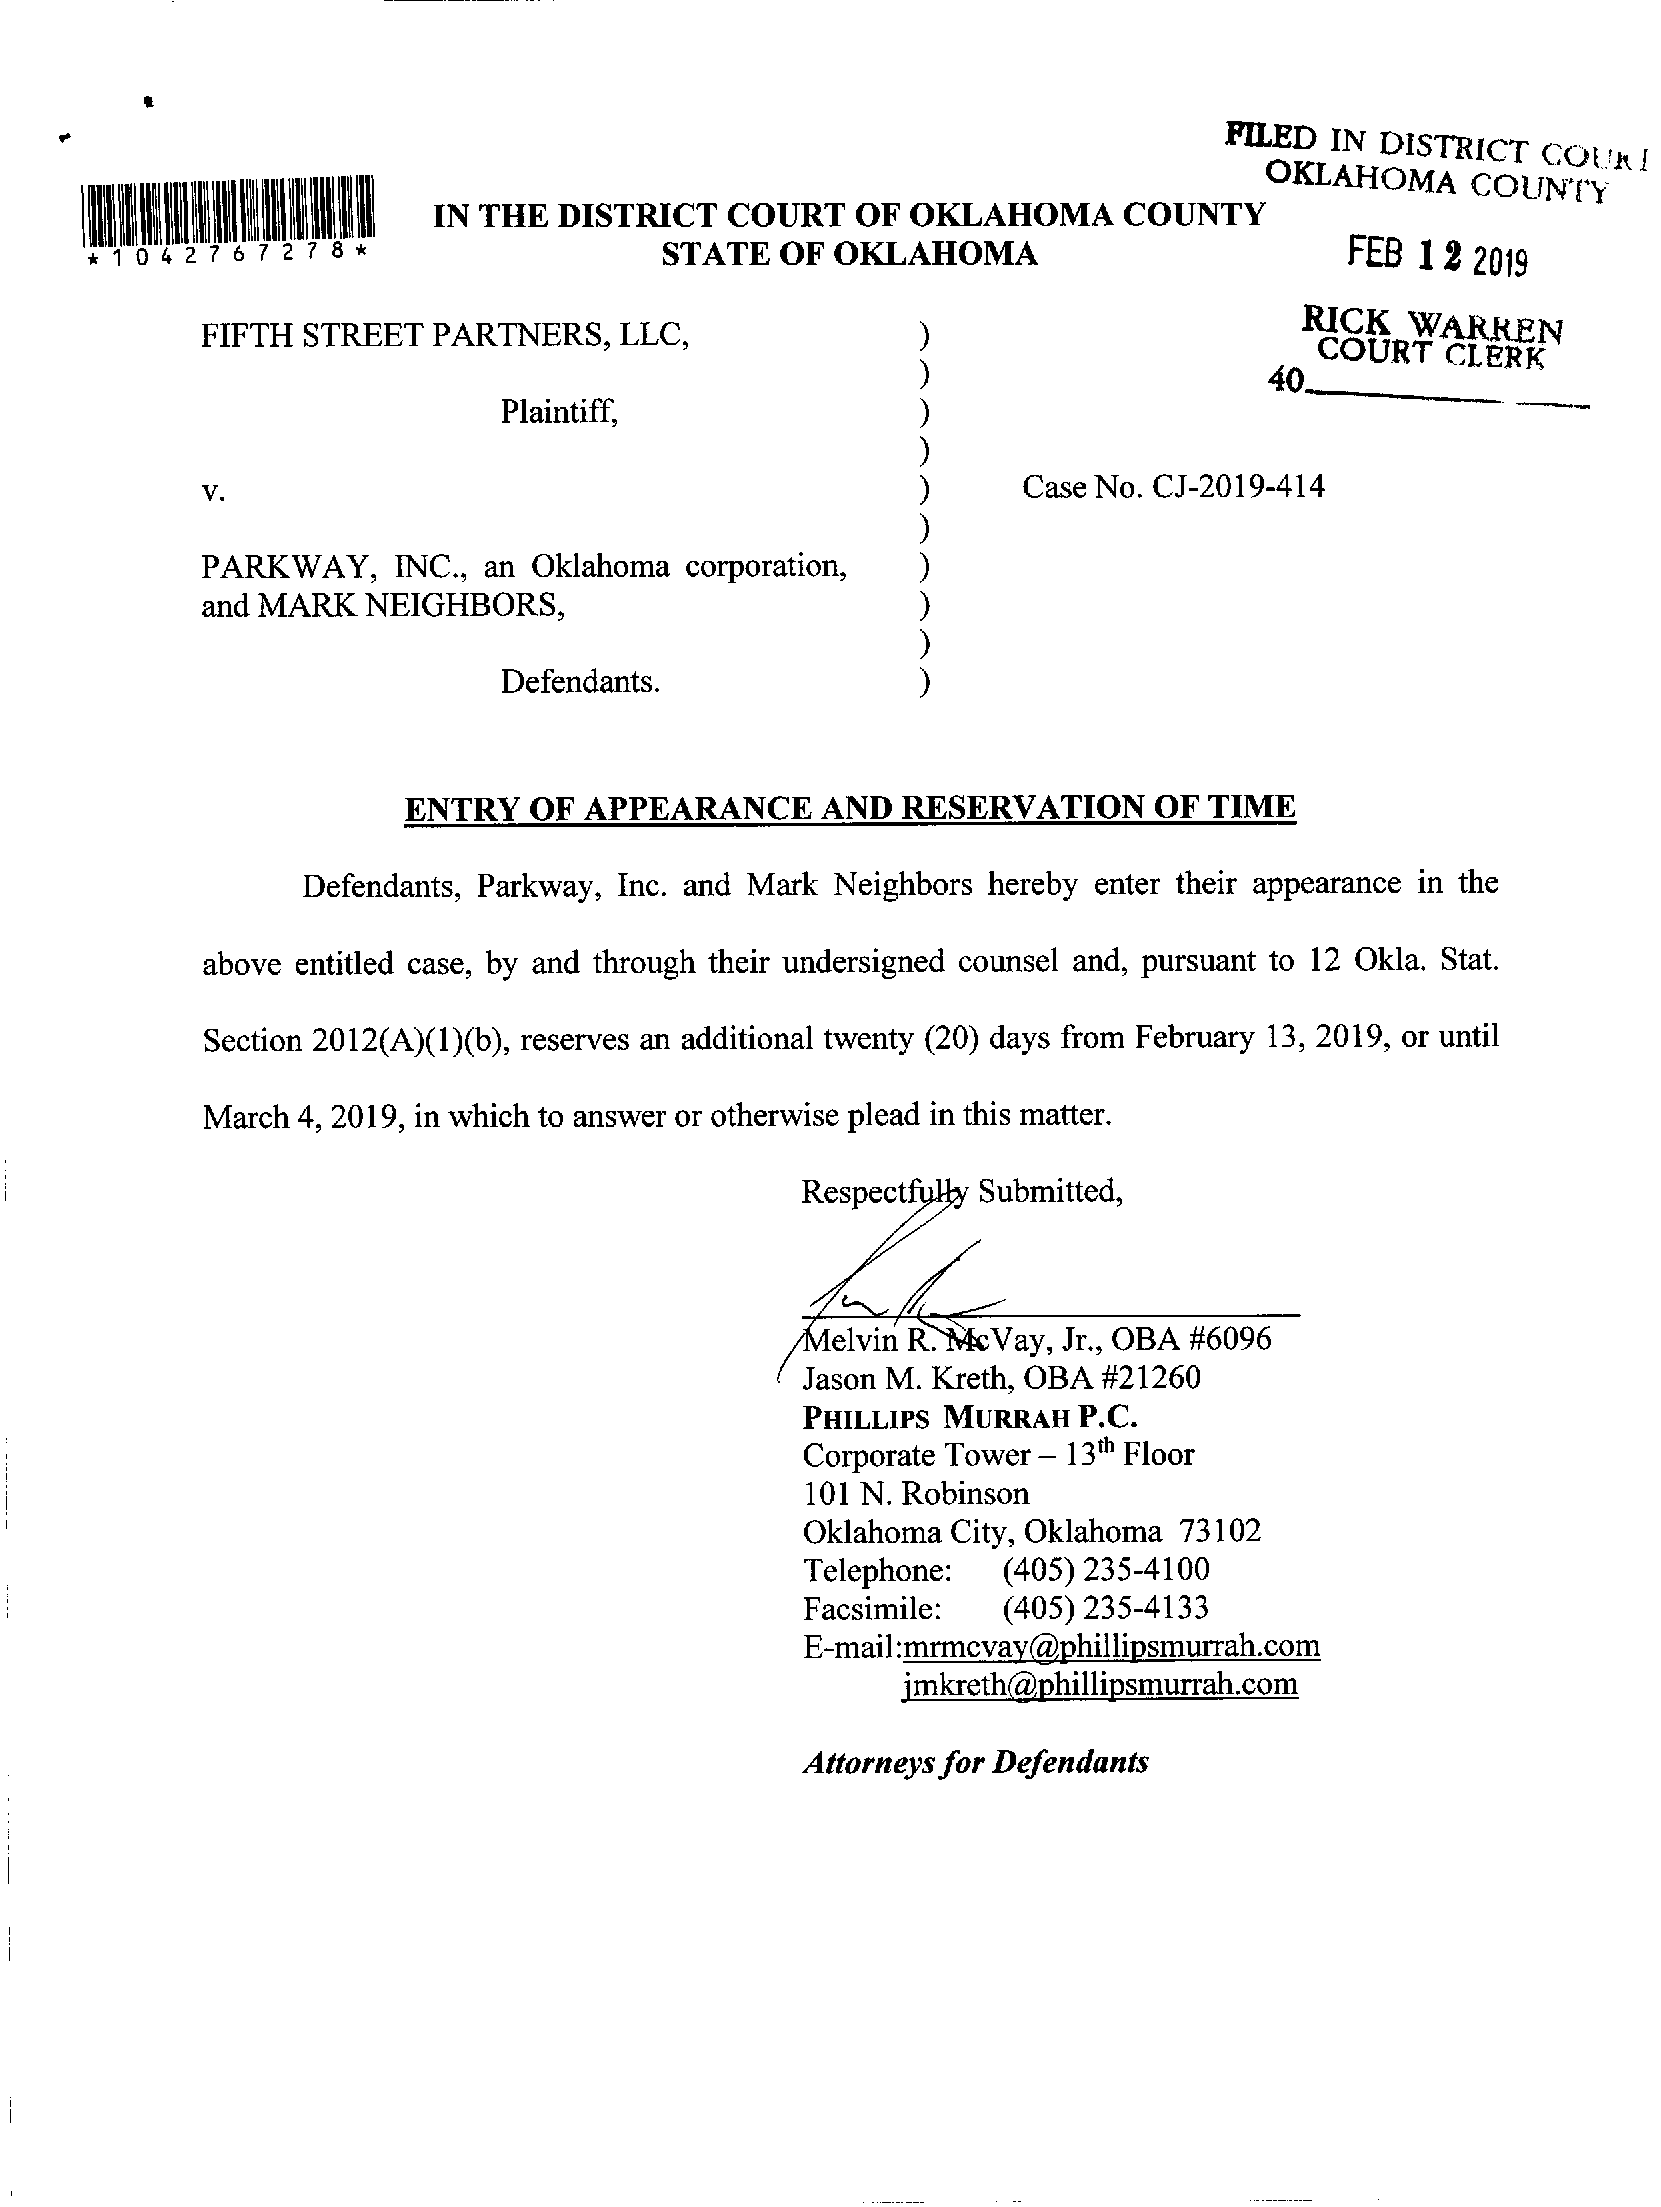 FILED IN DISTRICT COURT
OKLAHOMA COUNTY
FEB 12 2019
RICK WARREN
COURT CLERK
40
*1042767278*
IN THE DISTRICT COURT OF OKLAHOMA COUNTY
STATE OF OKLAHOMA
FIFTH STREET PARTNERS, LLC, )
)
Plaintiff, )
)
v. ) Case No. CJ-2019-414
)
PARKWAY, INC., an Oklahoma corporation, )
and MARK NEIGHBORS, )
)
Defendants. )
ENTRY OF APPEARANCE AND RESERVATION OF TIME
Defendants, Parkway, Inc. and Mark Neighbors hereby enter their appearance in the
above entitled case, by and through their undersigned counsel and, pursuant to 12 Okla. Stat.
Section 2012(A)(1)(b), reserves an additional twenty (20) days from February 13, 2019, or until
March 4, 2019, in which to answer or otherwise plead in this matter.
Respectfully Submitted,
Melvin R. McVay, Jr., OBA #6096
Jason M. Kreth, OBA #21260
PHILLIPS MURRAH P.C.
Corporate Tower – 13th Floor
101 N. Robinson
Oklahoma City, Oklahoma 73102
Telephone: (405) 235-4100
Facsimile: (405) 235-4133
E-mail:mrmcvay@phillipsmurrah.com
jmkreth@phillipsmurrah.com
Attorneys for Defendants